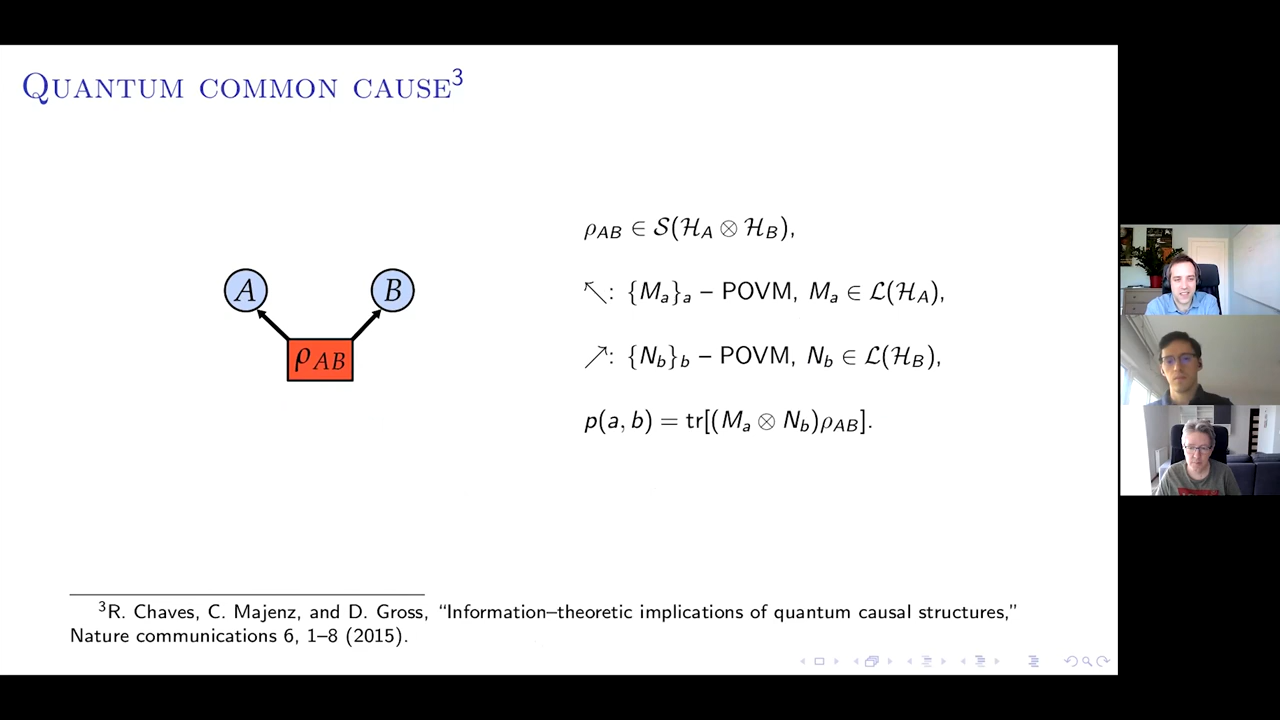 QUANTUM COMMON CAUSE³
ρ_AB ∈ 𝒮(ℋ_A ⊗ ℋ_B),
A
B
↖: {M_a}_a – POVM, M_a ∈ ℒ(ℋ_A),
ρ_AB
↗: {N_b}_b – POVM, N_b ∈ ℒ(ℋ_B),
p(a, b) = tr[(M_a ⊗ N_b)ρ_AB].
³R. Chaves, C. Majenz, and D. Gross, “Information–theoretic implications of quantum causal structures,”
Nature communications 6, 1–8 (2015).